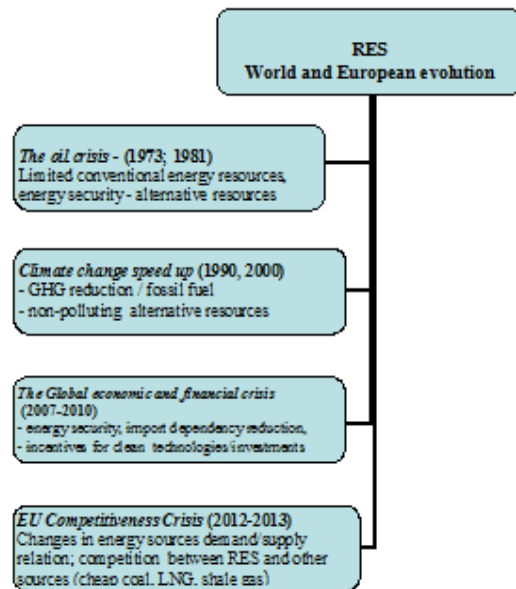 RES
World and European evolution
The oil crisis - (1973; 1981)
Limited conventional energy resources,
energy security - alternative resources
Climate change speed up (1990, 2000)
- GHG reduction / fossil fuel
- non-polluting alternative resources
The Global economic and financial crisis
(2007-2010)
- energy security, import dependency reduction,
- incentives for clean technologies/investments
EU Competitiveness Crisis (2012-2013)
Changes in energy sources demand/supply
relation; competition between RES and other
sources (cheap coal, LNG, shale gas)